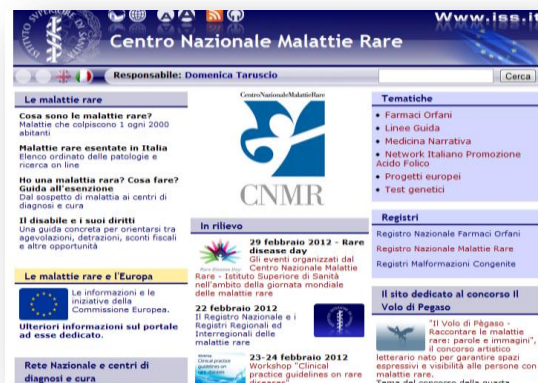 ISTITUTO SUPERIORE DI SANITÀ
Www.iss.it
Centro Nazionale Malattie Rare
Responsabile: Domenica Taruscio
Cerca
Le malattie rare
Cosa sono le malattie rare?
Malattie che colpiscono 1 ogni 2000
abitanti
Malattie rare esentate in Italia
Elenco ordinato delle patologie e
ricerca on line
Ho una malattia rara? Cosa fare?
Guida all'esenzione
Dal sospetto di malattia ai centri di
diagnosi e cura
Il disabile e i suoi diritti
Una guida concreta per orientarsi tra
agevolazioni, detrazioni, sconti fiscali
e altre opportunità
Le malattie rare e l'Europa
Le informazioni e le
iniziative della
Commissione Europea.
Ulteriori informazioni sul portale
ad esse dedicato.
Rete Nazionale e centri di
diagnosi e cura
CentroNazionaleMalattieRare
CNMR
In rilievo
29 febbraio 2012 - Rare
disease day
Gli eventi organizzati dal
Centro Nazionale Malattie
Rare - Istituto Superiore di Sanità
nell'ambito della giornata mondiale
delle malattie rare
22 febbraio 2012
Il Registro Nazionale e i
Registri Regionali ed
Interregionali delle
malattie rare
23-24 febbraio 2012
Workshop "Clinical
practice guidelines on rare
diseases"
Tematiche
• Farmaci Orfani
• Linee Guida
• Medicina Narrativa
• Network Italiano Promozione
Acido Folico
• Progetti europei
• Test genetici
Registri
Registro Nazionale Farmaci Orfani
Registro Nazionale Malattie Rare
Registri Malformazioni Congenite
Il sito dedicato al concorso Il
Volo di Pegaso
"Il Volo di Pègaso -
Raccontare le malattie
rare: parole e immagini",
il concorso artistico
letterario nato per garantire spazi
espressivi e visibilità alle persone con
malattie rare.
Tema del concorso della quarta